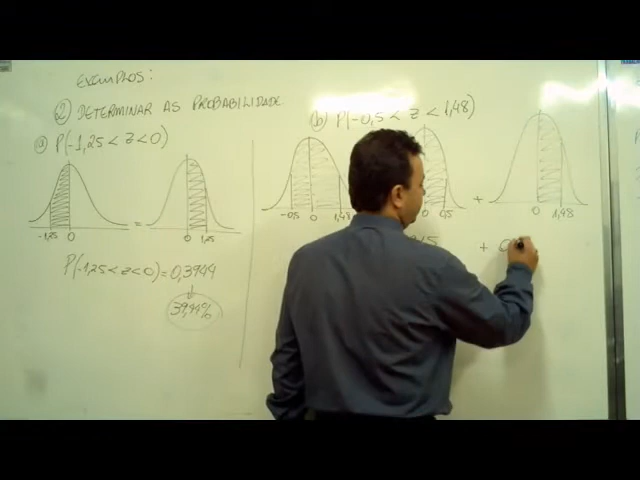 EXEMPLOS:
② DETERMINAR AS PROBABILIDADE
ⓐ P(-1,25 < Z < 0)
ⓑ P(-0,5 < Z < 1,48)
-1,25 0 = 0 1,25
-0,5 0 1,48 0 0,5 + 0 1,48
P(-1,25 < Z < 0) = 0,3944
39,44%
+ 0